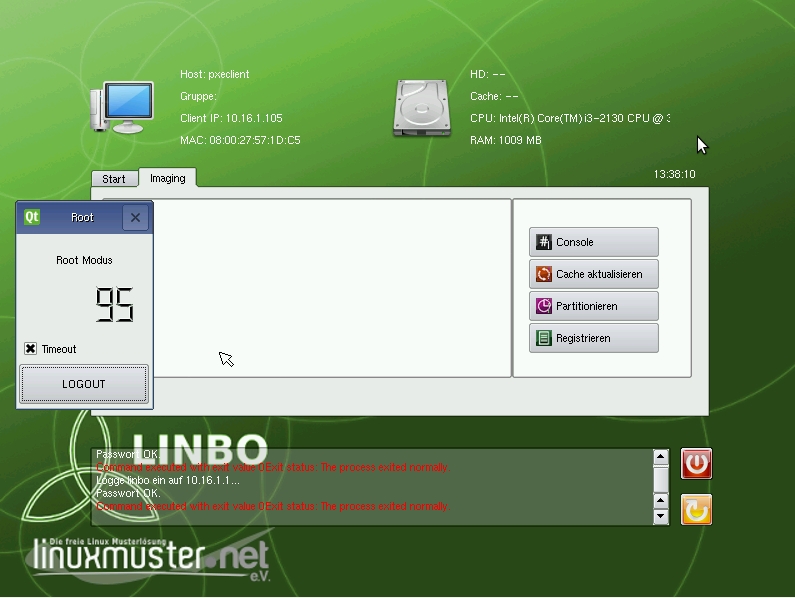 Host: pxeclient
Gruppe:
Client IP: 10.16.1.105
MAC: 08:00:27:57:1D:C5
HD: --
Cache: --
CPU: Intel(R) Core(TM) i3-2130 CPU @
RAM: 1009 MB
13:38:10
Start
Imaging
Qt Root
Root Modus
95
Timeout
LOGOUT
Console
Cache aktualisieren
Partitionieren
Registrieren
LINBO
Passwort OK.
Command executed with exit value 0Exit status: The process exited normally.
Logge linbo ein auf 10.16.1.1...
Passwort OK.
Command executed with exit value 0Exit status: The process exited normally.
Die freie Linux Musterlösung
linuxmuster.net
e.V.